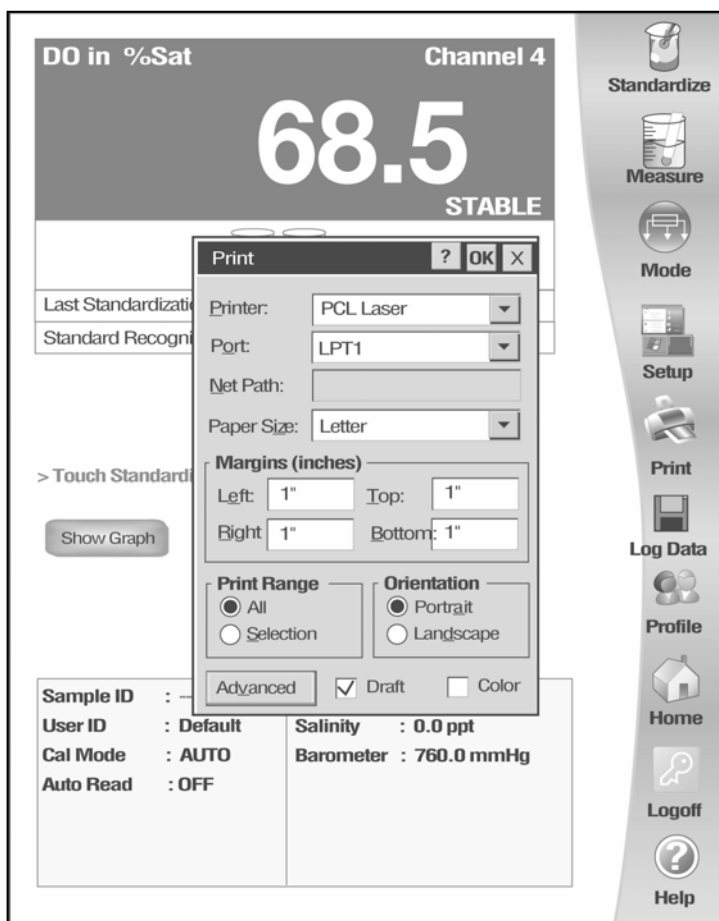 DO in %Sat Channel 4
68.5
STABLE
Last Standardizatio
Standard Recogni
> Touch Standardi
Show Graph
Print ? OK X
Printer: PCL Laser
Port: LPT1
Net Path:
Paper Size: Letter
Margins (inches)
Left: 1" Top: 1"
Right 1" Bottom: 1"
Print Range
All
Selection
Orientation
Portrait
Landscape
Advanced Draft Color
Sample ID : --
User ID : Default
Cal Mode : AUTO
Auto Read : OFF
Salinity : 0.0 ppt
Barometer : 760.0 mmHg
Standardize
Measure
Mode
Setup
Print
Log Data
Profile
Home
Logoff
?
Help